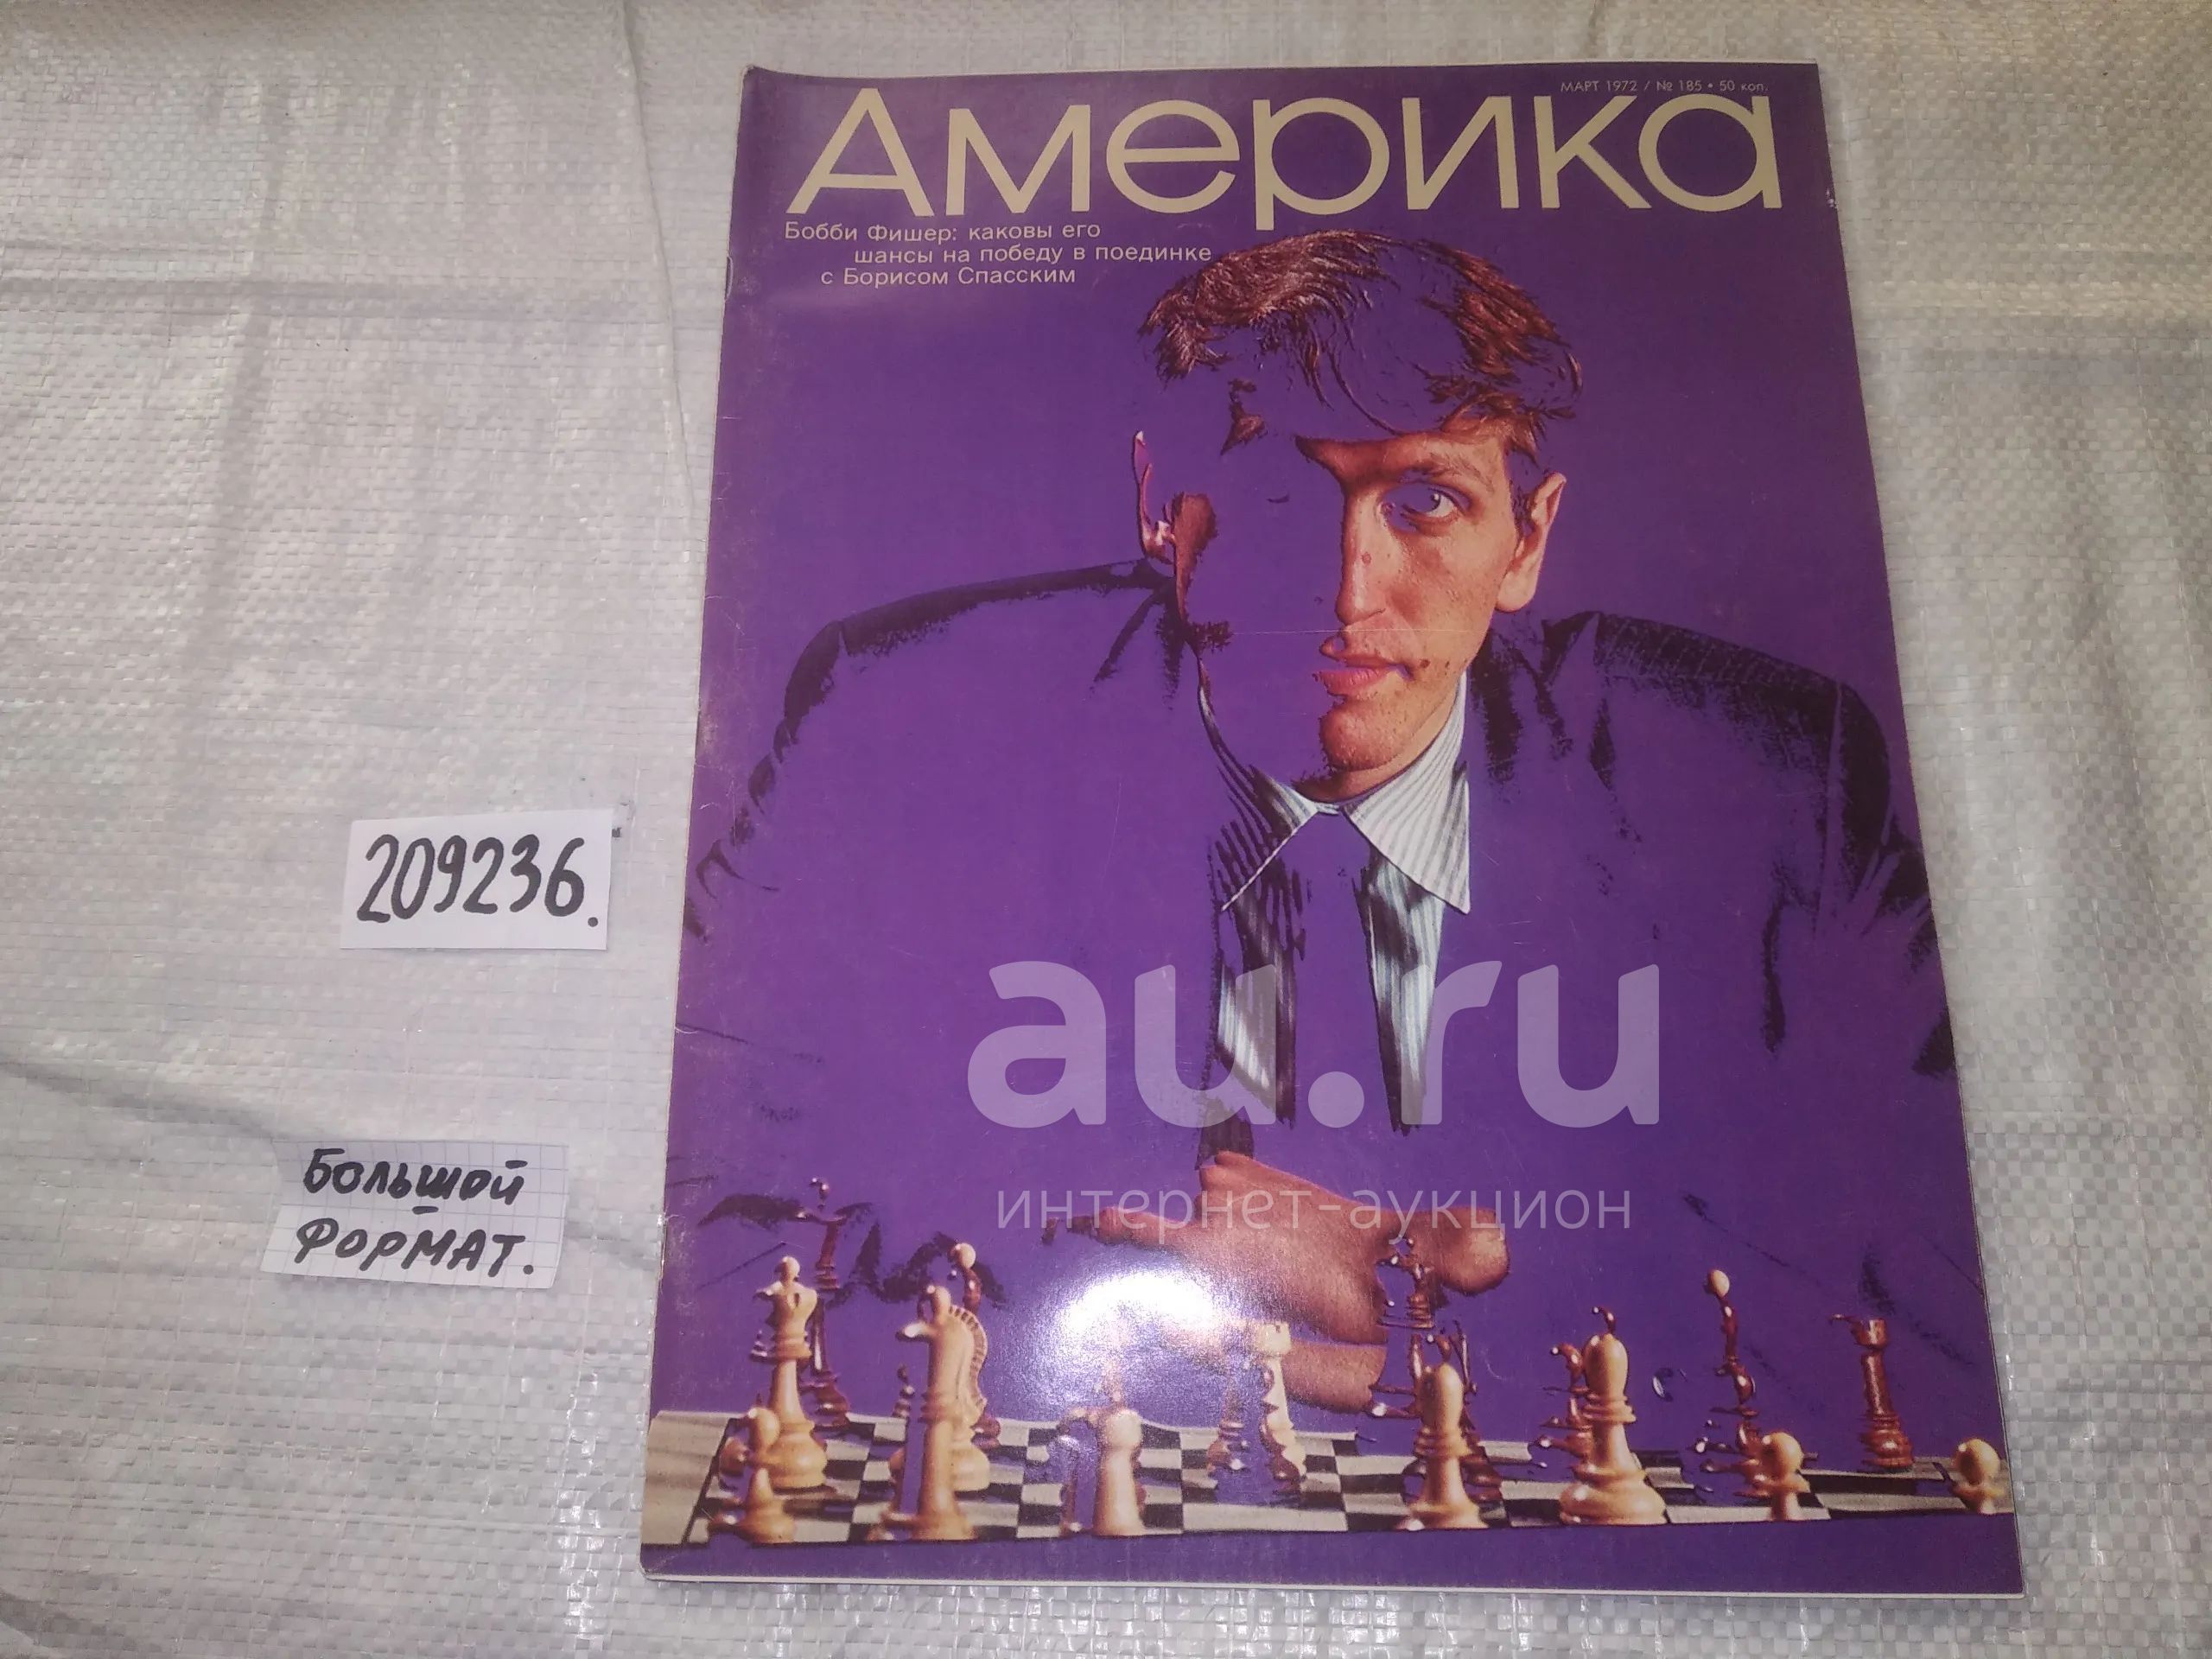 МАРТ 1972 / № 185 • 50 коп.
Америка
Бобби Фишер: каковы его
шансы на победу в поединке
с Борисом Спасским
209236.
au.ru
интернет-аукцион
Большой
Формат.